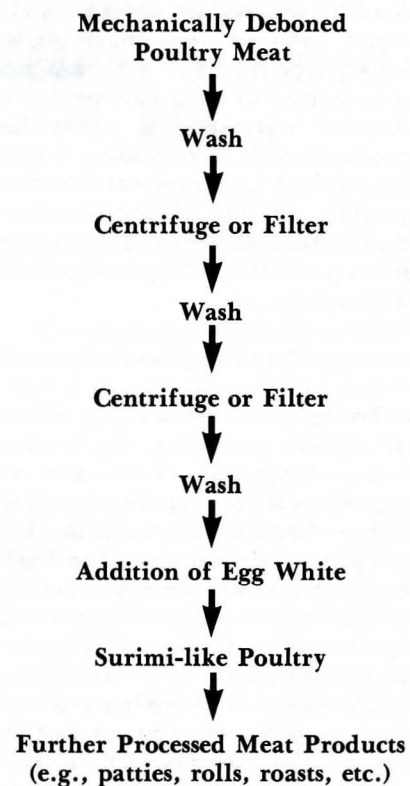 Mechanically Deboned
Poultry Meat
Wash
Centrifuge or Filter
Wash
Centrifuge or Filter
Wash
Addition of Egg White
Surimi-like Poultry
Further Processed Meat Products
(e.g., patties, rolls, roasts, etc.)